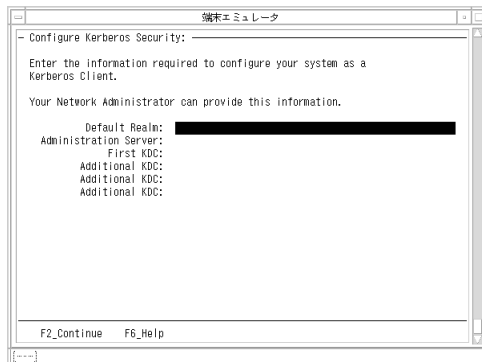 端末エミュレータ
Configure Kerberos Security:
Enter the information required to configure your system as a
Kerberos Client.
Your Network Administrator can provide this information.
Default Realm:
Administration Server:
First KDC:
Additional KDC:
Additional KDC:
Additional KDC:
F2_Continue F6_Help